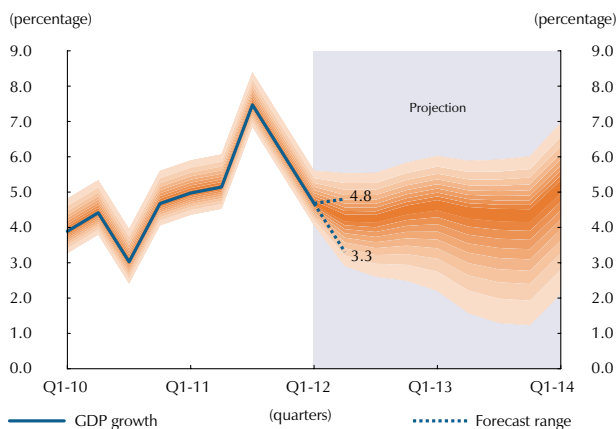 (percentage) (percentage)
9.0 9.0
8.0 8.0
Projection
7.0 7.0
6.0 6.0
5.0 4.8 5.0
4.0 4.0
3.3
3.0 3.0
2.0 2.0
1.0 1.0
0.0 0.0
Q1-10 Q1-11 Q1-12 Q1-13 Q1-14
GDP growth (quarters) Forecast range